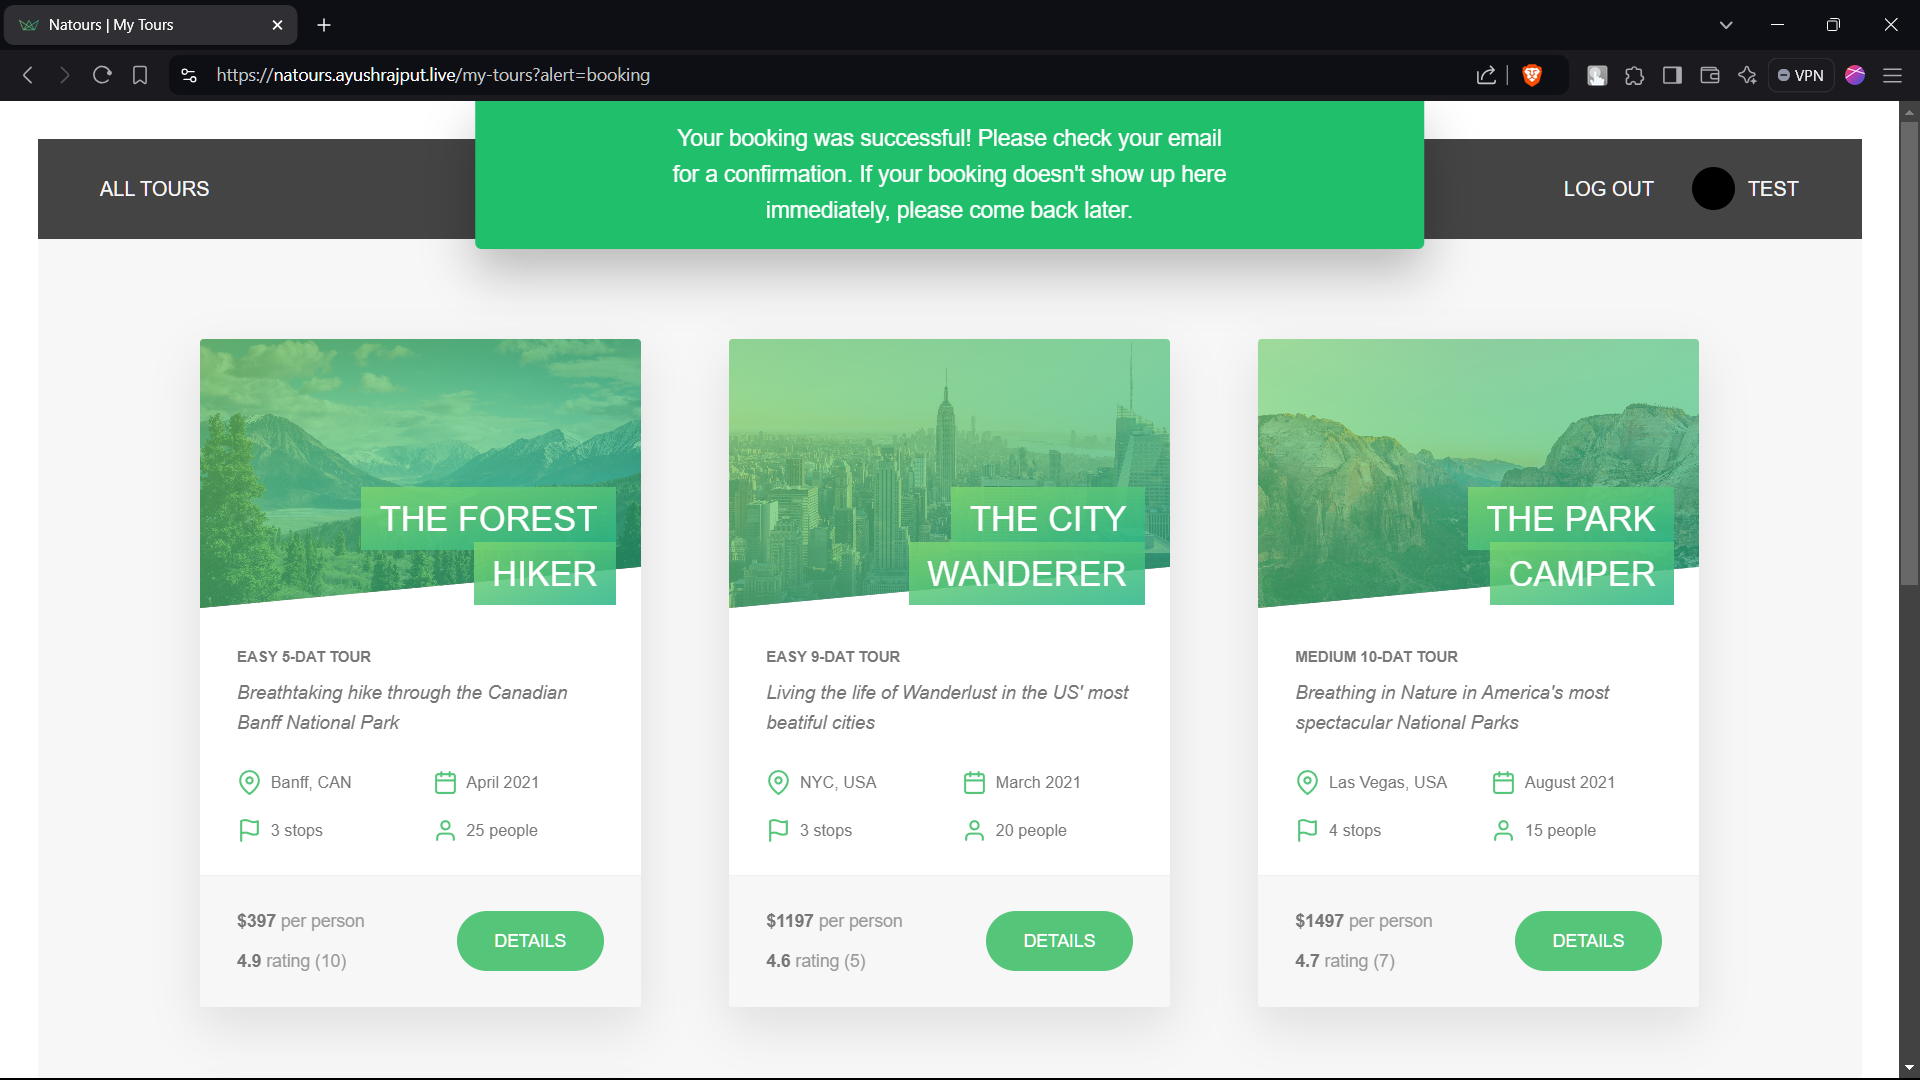 Natours | My Tours
https://natours.ayushrajput.live/my-tours?alert=booking
VPN
ALL TOURS
Your booking was successful! Please check your email
for a confirmation. If your booking doesn't show up here
immediately, please come back later.
LOG OUT
TEST
THE FOREST
HIKER
EASY 5-DAT TOUR
Breathtaking hike through the Canadian
Banff National Park
Banff, CAN
April 2021
3 stops
25 people
$397 per person
4.9 rating (10)
DETAILS
THE CITY
WANDERER
EASY 9-DAT TOUR
Living the life of Wanderlust in the US' most
beatiful cities
NYC, USA
March 2021
3 stops
20 people
$1197 per person
4.6 rating (5)
DETAILS
THE PARK
CAMPER
MEDIUM 10-DAT TOUR
Breathing in Nature in America's most
spectacular National Parks
Las Vegas, USA
August 2021
4 stops
15 people
$1497 per person
4.7 rating (7)
DETAILS